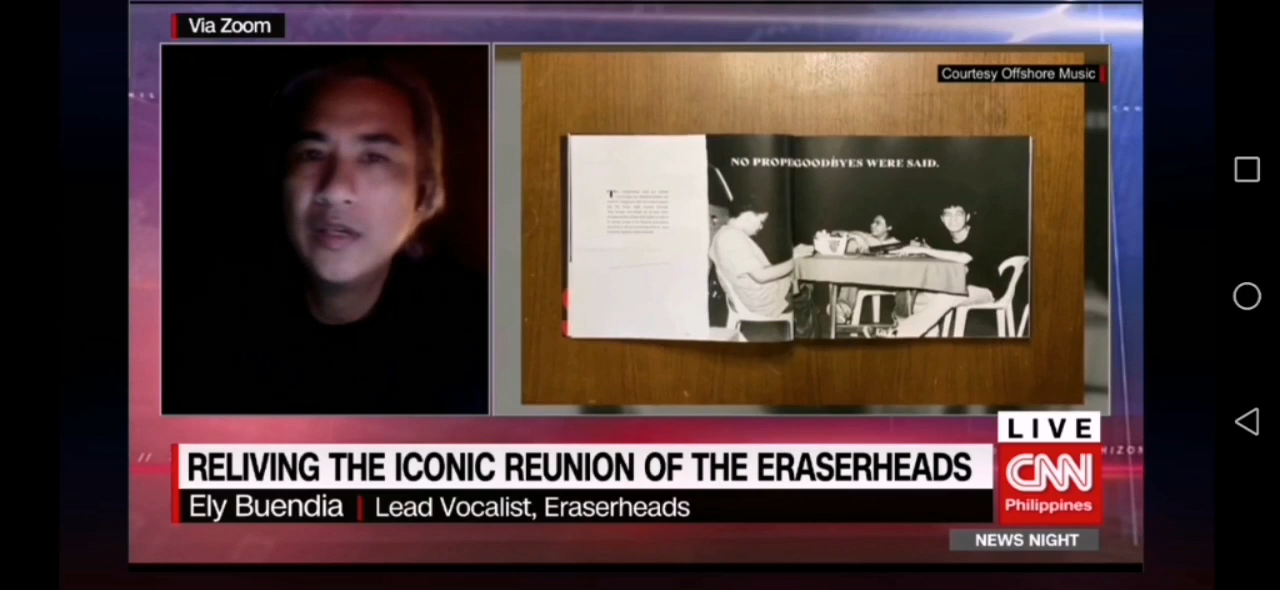 Via Zoom
Courtesy Offshore Music
NO PROPE GOODBYES WERE SAID.
LIVE
RELIVING THE ICONIC REUNION OF THE ERASERHEADS
CNN
Philippines
Ely Buendia | Lead Vocalist, Eraserheads
NEWS NIGHT